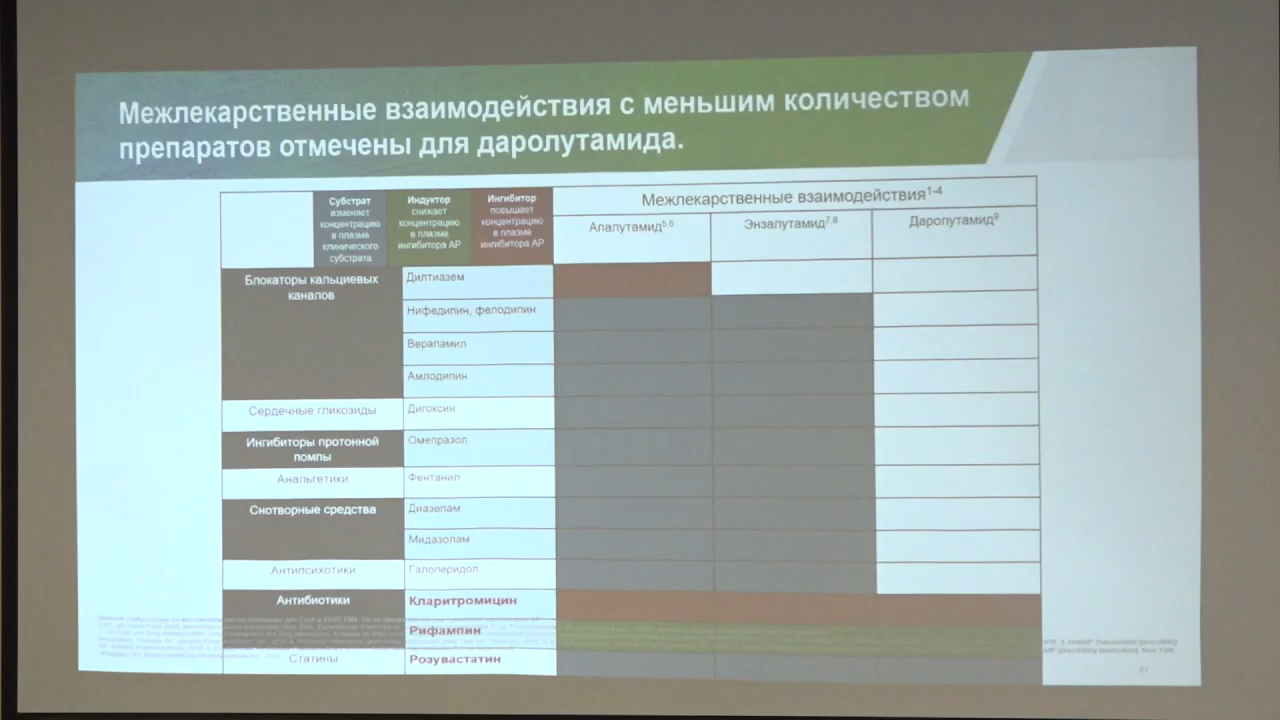 Межлекарственные взаимодействия с меньшим количеством
препаратов отмечены для даролутамида.
Субстрат
изменяет
концентрацию
в плазме
клинического
субстрата
Индуктор
снижает
концентрацию
в плазме
ингибитора АР
Ингибитор
повышает
концентрацию
в плазме
ингибитора АР
Межлекарственные взаимодействия1-4
Апалутамид5,6
Энзалутамид7,8
Даролутамид9
Блокаторы кальциевых
каналов
Дилтиазем
Нифедипин, фелодипин
Верапамил
Амлодипин
Сердечные гликозиды
Дигоксин
Ингибиторы протонной
помпы
Омепразол
Анальгетики
Фентанил
Снотворные средства
Диазепам
Мидазолам
Антипсихотики
Галоперидол
Антибиотики
Кларитромицин
Рифампин
Статины
Розувастатин